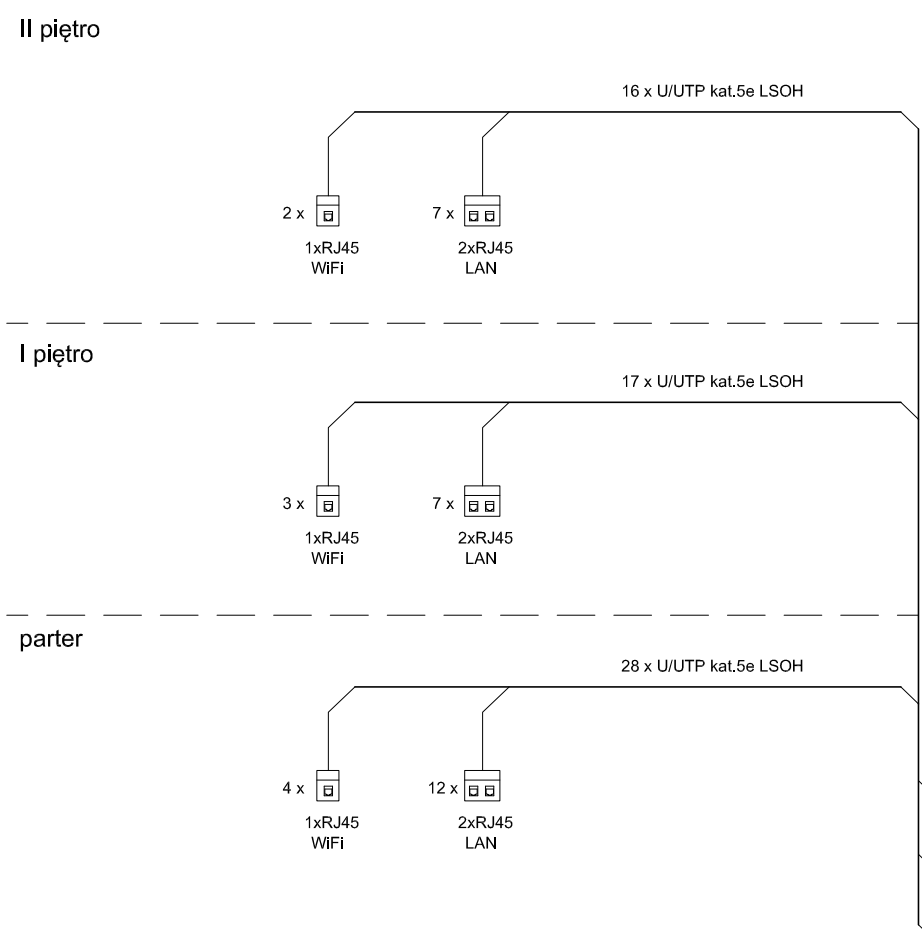 II piętro
16 x U/UTP kat.5e LSOH
2 x
7 x
1xRJ45
WiFi
2xRJ45
LAN
I piętro
17 x U/UTP kat.5e LSOH
3 x
7 x
1xRJ45
WiFi
2xRJ45
LAN
parter
28 x U/UTP kat.5e LSOH
4 x
12 x
1xRJ45
WiFi
2xRJ45
LAN